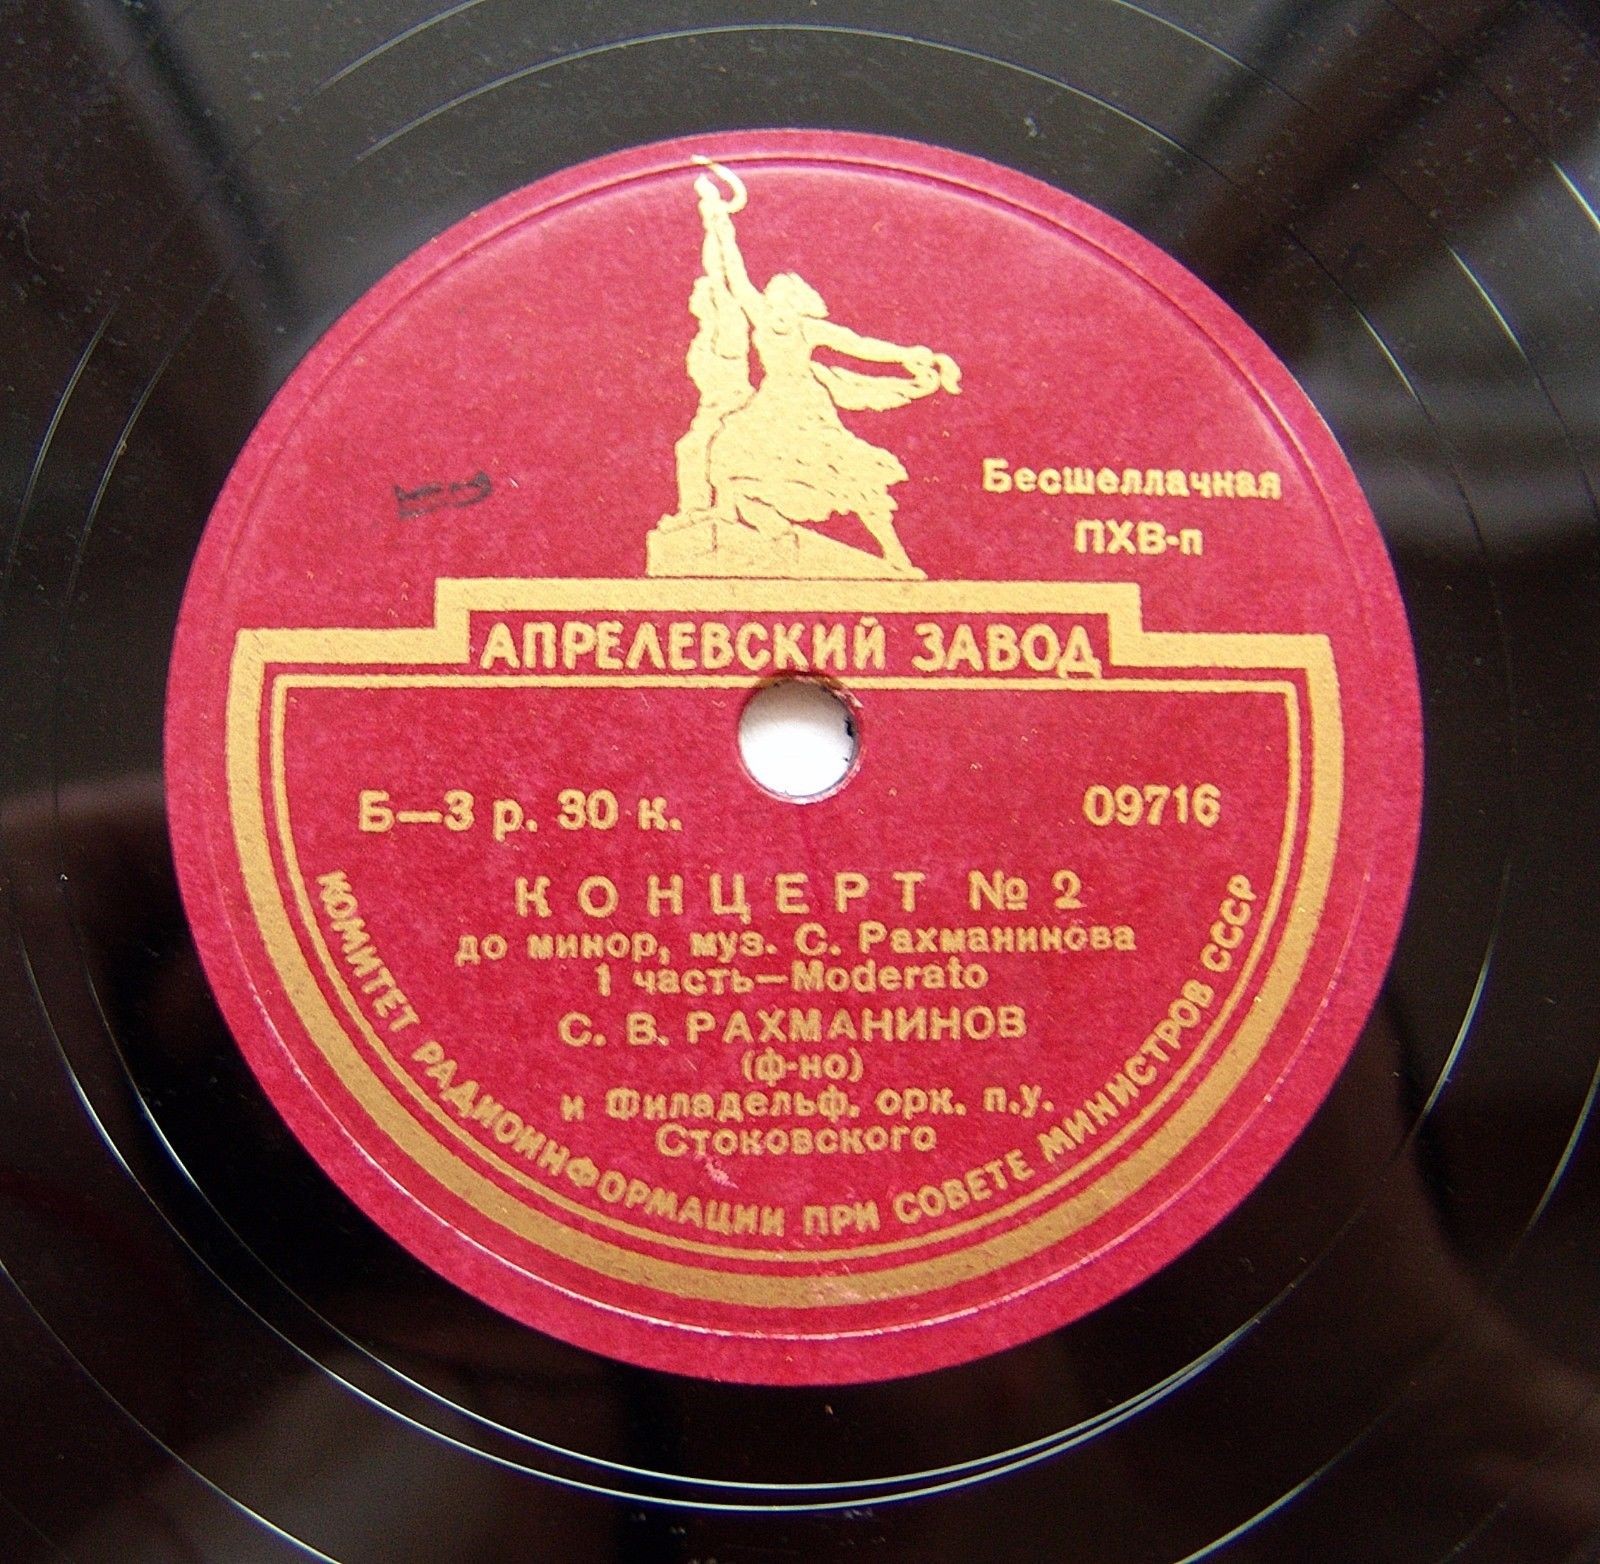 Бесшеллачная
ПХВ-п
АПРЕЛЕВСКИЙ ЗАВОД
Б—3 р. 30 к.
09716
КОНЦЕРТ № 2
до минор, муз. С. Рахманинова
1 часть—Moderato
С. В. РАХМАНИНОВ
(ф-но)
и Филадельф. орк. п.у.
Стоковского
КОМИТЕТ РАДИОИНФОРМАЦИИ ПРИ СОВЕТЕ МИНИСТРОВ СССР